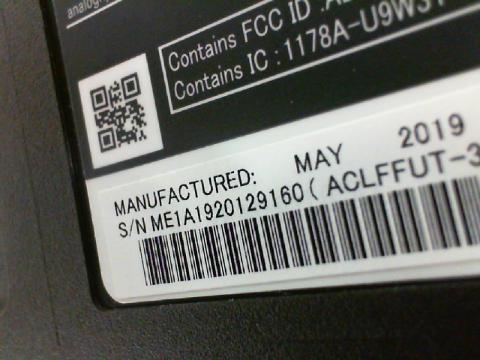 Contains FCC ID :
Contains IC : 1178A-U9W3
MANUFACTURED: MAY 2019
S/N ME1A1920129160 ( ACLFFUT-3